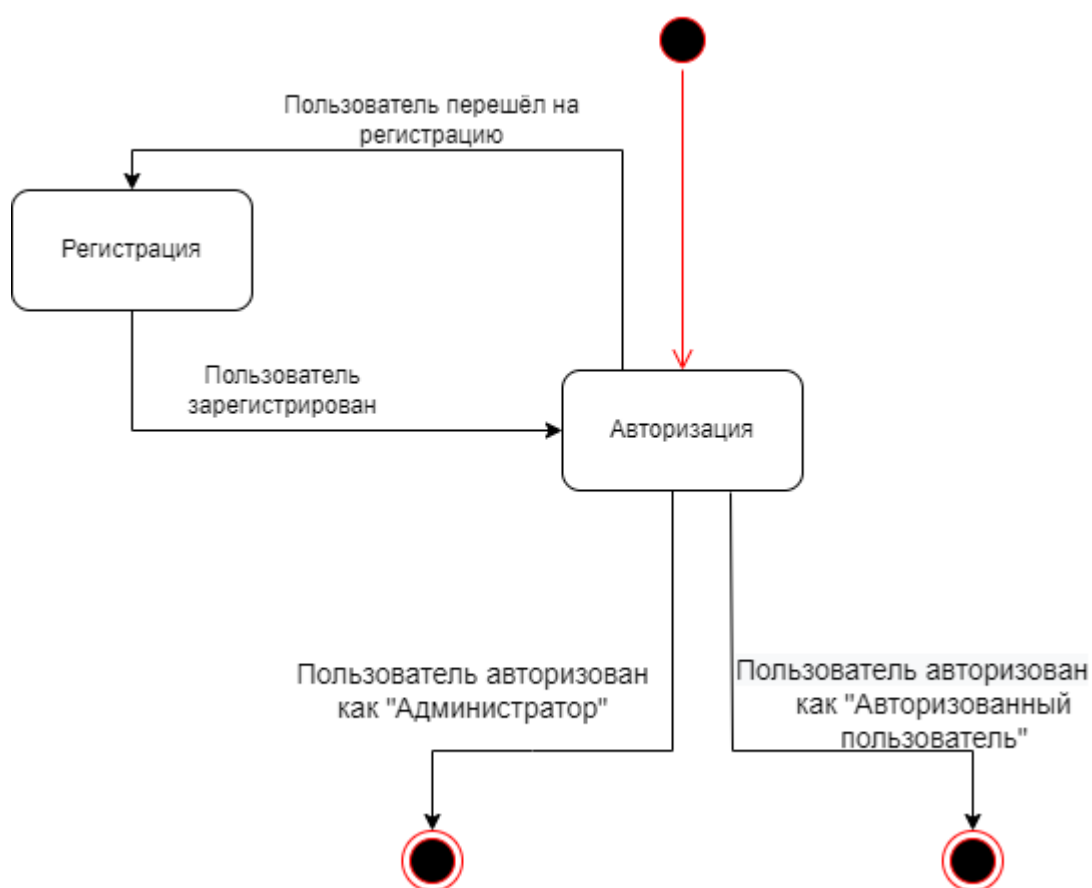 Пользователь перешёл на
регистрацию
Регистрация
Пользователь
зарегистрирован
Авторизация
Пользователь авторизован
как "Администратор"
Пользователь авторизован
как "Авторизованный
пользователь"